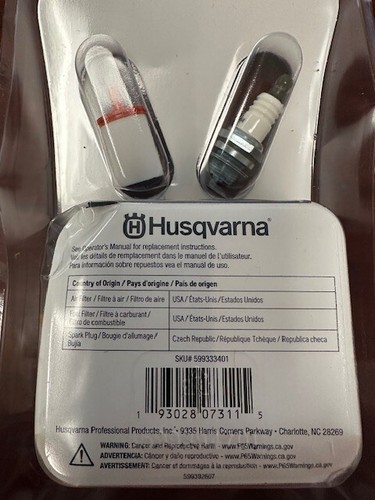 Husqvarna
See Operator's Manual for replacement instructions.
Voir les détails de remplacement dans le manuel de l'utilisateur.
Para información sobre repuestos vea el manual de uso.
Country of Origin / Pays d'origine / País de origen
Air Filter / Filtre à air / Filtro de aire
USA / États-Unis / Estados Unidos
Fuel Filter / Filtre à carburant /
Filtro de combustible
USA / États-Unis / Estados Unidos
Spark Plug / Bougie d'allumage /
Bujía
Czech Republic / République Tchèque / Republica checa
SKU# 599333401
1 93028 07311 5
Husqvarna Professional Products, Inc. • 9335 Harris Corners Parkway • Charlotte, NC 28269
WARNING: Cancer and Reproductive Harm - www.P65Warnings.ca.gov
ADVERTENCIA: Cáncer y daño reproductivo - www.P65Warnings.ca.gov
AVERTISSEMENT: Cancer et dommages à la reproduction - www.P65Warnings.ca.gov
599392607